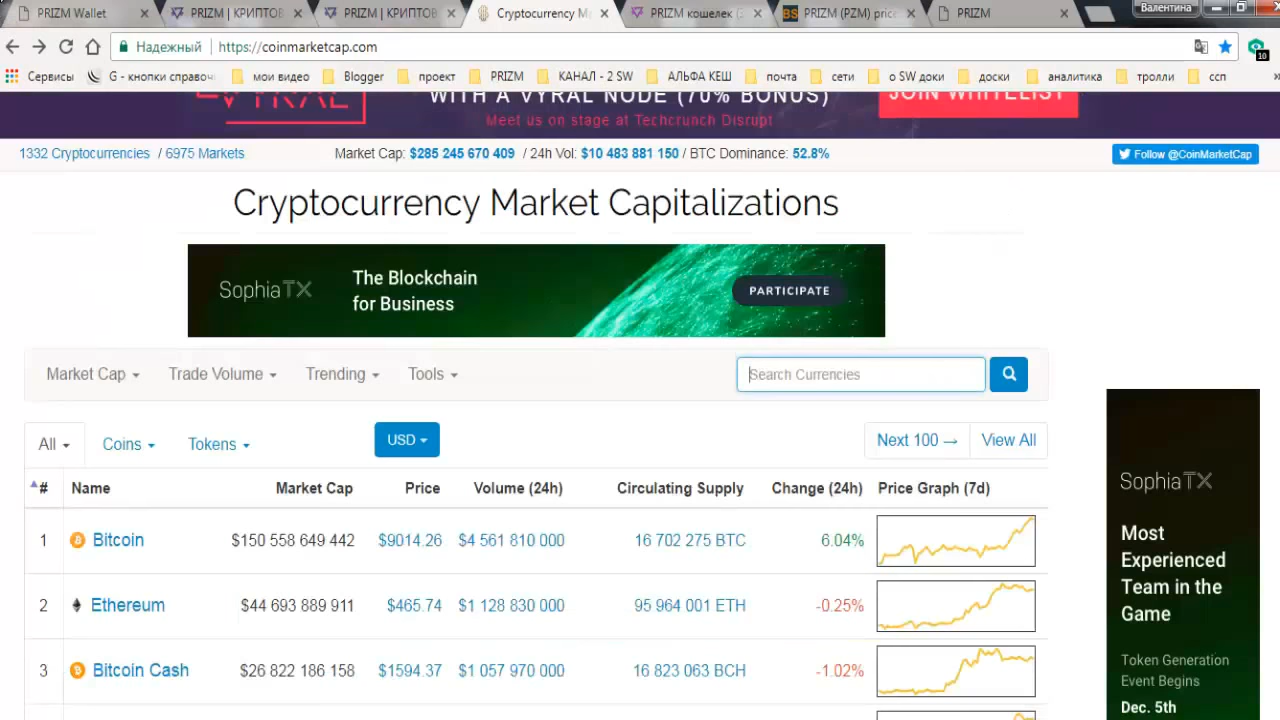 PRIZM Wallet
PRIZM | КРИПТОВ
PRIZM | КРИПТОВ
Cryptocurrency M
PRIZM кошелек (
PRIZM (PZM) price
PRIZM
Валентина
Надежный
https://coinmarketcap.com
10
Сервисы
G - кнопки справоч
мои видео
Blogger
проект
PRIZM
КАНАЛ - 2 SW
АЛЬФА КЕШ
почта
сети
о SW доки
доски
аналитика
тролли
ссп
VYRAL
WITH A VYRAL NODE (70% BONUS)
JOIN WHITELIST
Meet us on stage at Techcrunch Disrupt
1332 Cryptocurrencies / 6975 Markets
Market Cap: $285 245 670 409 / 24h Vol: $10 483 881 150 / BTC Dominance: 52.8%
Follow @CoinMarketCap
Cryptocurrency Market Capitalizations
SophiaTX
The Blockchain
for Business
PARTICIPATE
Market Cap
Trade Volume
Trending
Tools
Search Currencies
All
Coins
Tokens
USD
Next 100 →
View All
# Name Market Cap Price Volume (24h) Circulating Supply Change (24h) Price Graph (7d)
1 Bitcoin $150 558 649 442 $9014.26 $4 561 810 000 16 702 275 BTC 6.04%
2 Ethereum $44 693 889 911 $465.74 $1 128 830 000 95 964 001 ETH -0.25%
3 Bitcoin Cash $26 822 186 158 $1594.37 $1 057 970 000 16 823 063 BCH -1.02%
SophiaTX
Most
Experienced
Team in the
Game
Token Generation
Event Begins
Dec. 5th